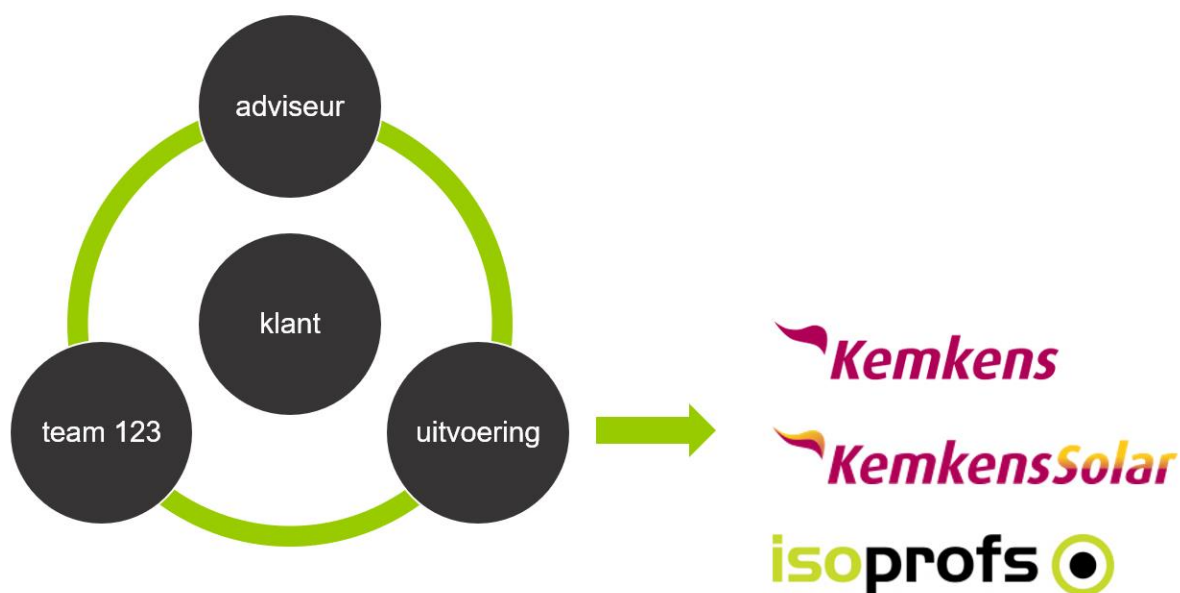 adviseur
klant
team 123
uitvoering
Kemkens
KemkensSolar
isoprofs